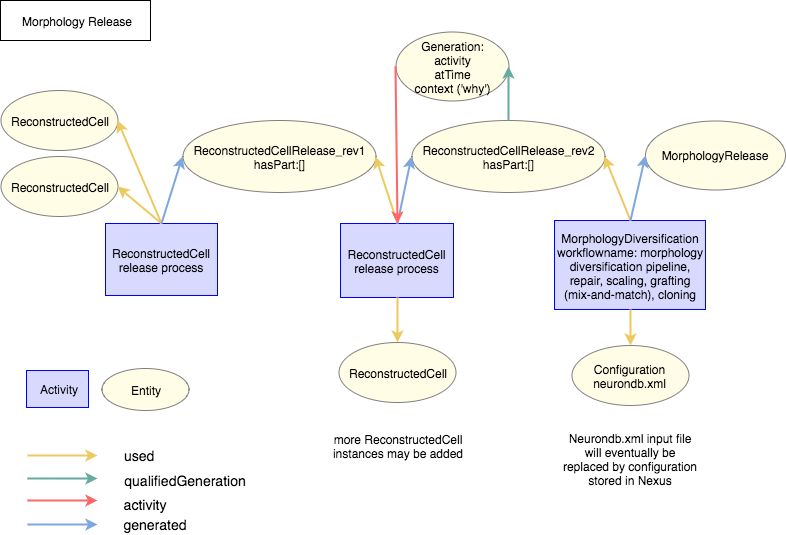 Morphology Release
Generation:
activity
atTime
context ('why')
ReconstructedCell
ReconstructedCell
ReconstructedCellRelease_rev1
hasPart:[]
ReconstructedCellRelease_rev2
hasPart:[]
MorphologyRelease
ReconstructedCell
release process
ReconstructedCell
release process
MorphologyDiversification
workflowname: morphology
diversification pipeline,
repair, scaling, grafting
(mix-and-match), cloning
ReconstructedCell
Configuration
neurondb.xml
Activity
Entity
more ReconstructedCell
instances may be added
Neurondb.xml input file
will eventually be
replaced by configuration
stored in Nexus
used
qualifiedGeneration
activity
generated